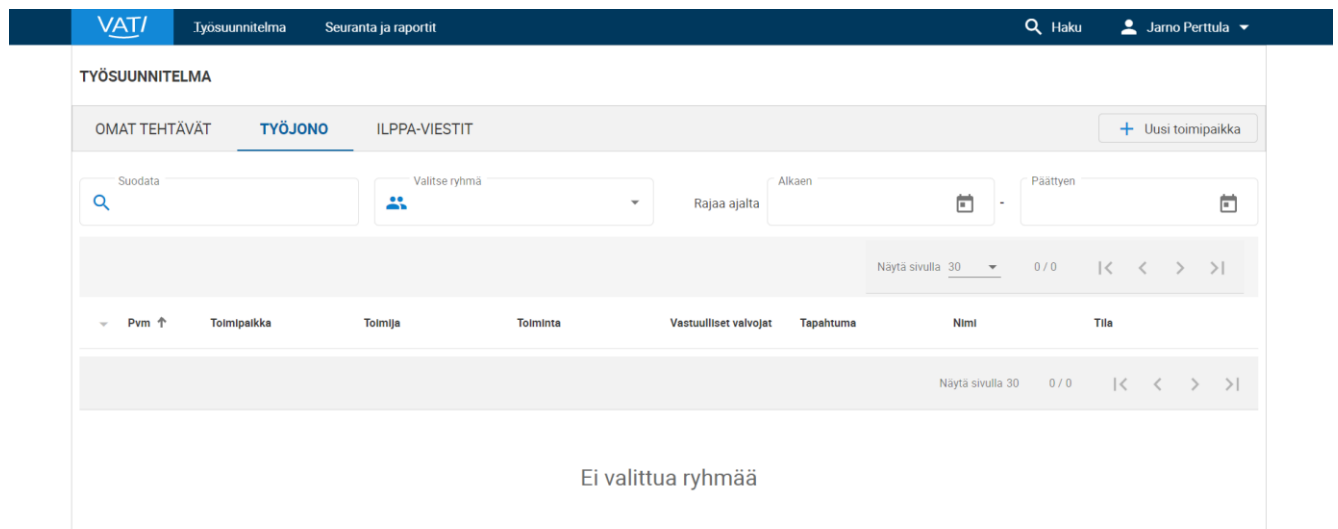 VATI Työsuunnitelma Seuranta ja raportit Haku Jarno Perttula
TYÖSUUNNITELMA
OMAT TEHTÄVÄT TYÖJONO ILPPA-VIESTIT + Uusi toimipaikka
Suodata Valitse ryhmä Rajaa ajalta Alkaen - Päättyen
Näytä sivulla 30 0 / 0
Pvm Toimipaikka Toimija Toiminta Vastuulliset valvojat Tapahtuma Nimi Tila
Näytä sivulla 30 0 / 0
Ei valittua ryhmää